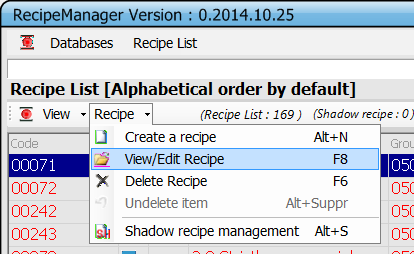 RecipeManager Version : 0.2014.10.25
Databases Recipe List
Recipe List [Alphabetical order by default]
View Recipe (Recipe List : 169 ) (Shadow recipe : 0 )
Code Grou
Create a recipe Alt+N
00071 View/Edit Recipe F8 050
00072 Delete Recipe F6 050
00242 Undelete item Alt+Suppr 050
00243 Shadow recipe management Alt+S 050